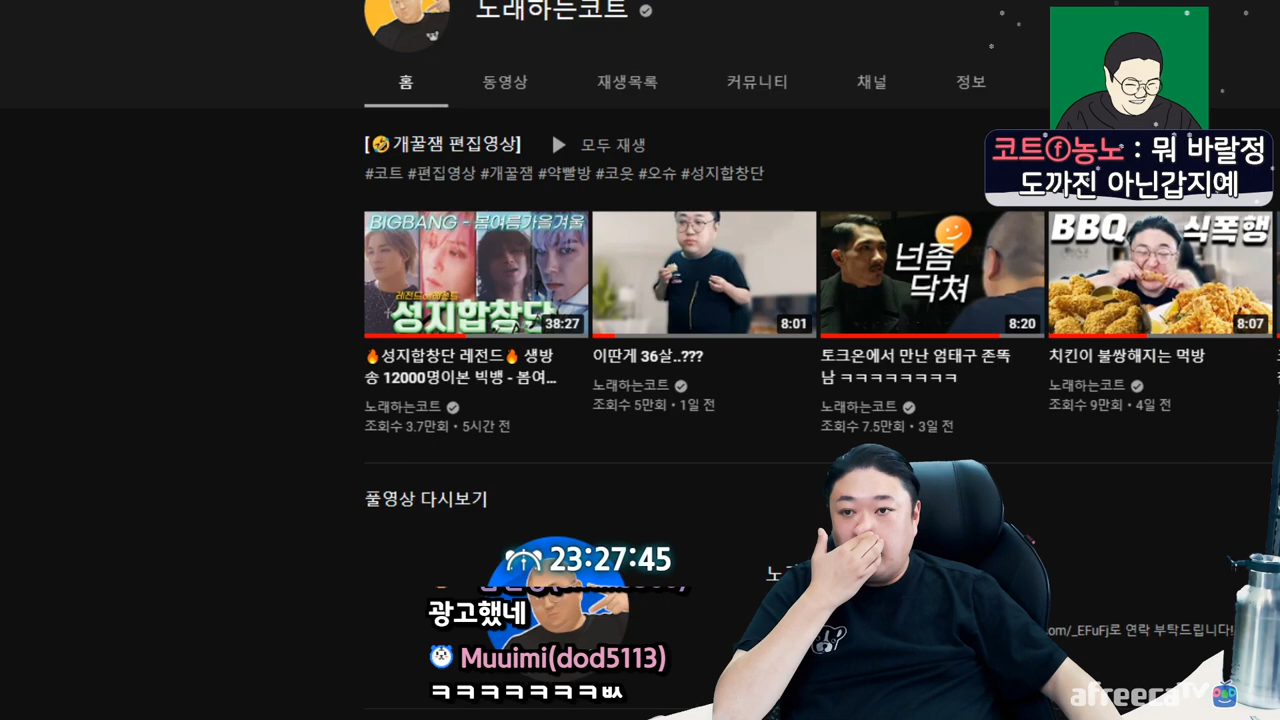 노래하는코트
홈 동영상 재생목록 커뮤니티 채널 정보
코트ⓕ농노 : 뭐 바랄정
도까진 아닌갑지예
[🤣개꿀잼 편집영상] ▶ 모두 재생
#코트 #편집영상 #개꿀잼 #약빨방 #코읏 #오슈 #성지합창단
BIGBANG - 봄여름가을겨울
성지합창단
38:27
8:01
넌좀
닥쳐
8:20
BBQ 식폭행
8:07
🔥성지합창단 레전드🔥 생방
송 12000명이본 빅뱅 - 봄여...
노래하는코트
조회수 3.7만회 • 5시간 전
이딴게 36살..???
노래하는코트
조회수 5만회 • 1일 전
토크온에서 만난 엄태구 존똑
남 ㅋㅋㅋㅋㅋㅋㅋㅋ
노래하는코트
조회수 7.5만회 • 3일 전
치킨이 불쌍해지는 먹방
노래하는코트
조회수 9만회 • 4일 전
풀영상 다시보기
23:27:45
광고했네
Muuimi(dod5113)
ㅋㅋㅋㅋㅋㅋㅋㅄ
om/_EFuFj로 연락 부탁드립니다!
afreecaTV